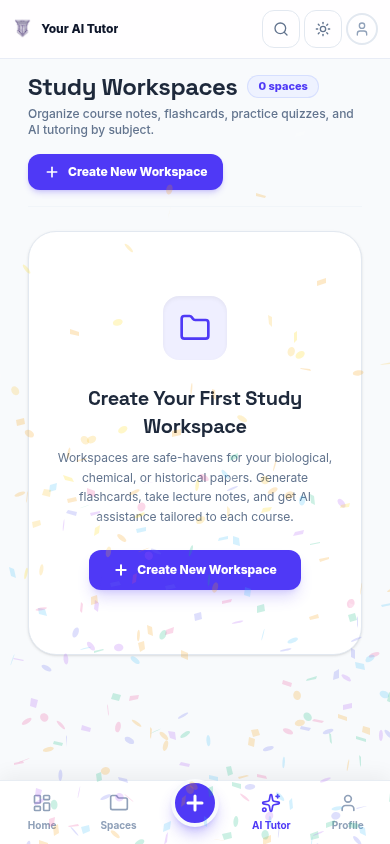 Your AI Tutor
Study Workspaces
0 spaces
Organize course notes, flashcards, practice quizzes, and
AI tutoring by subject.
Create New Workspace
Create Your First Study
Workspace
Workspaces are safe-havens for your biological,
chemical, or historical papers. Generate
flashcards, take lecture notes, and get AI
assistance tailored to each course.
Create New Workspace
Home
Spaces
AI Tutor
Profile